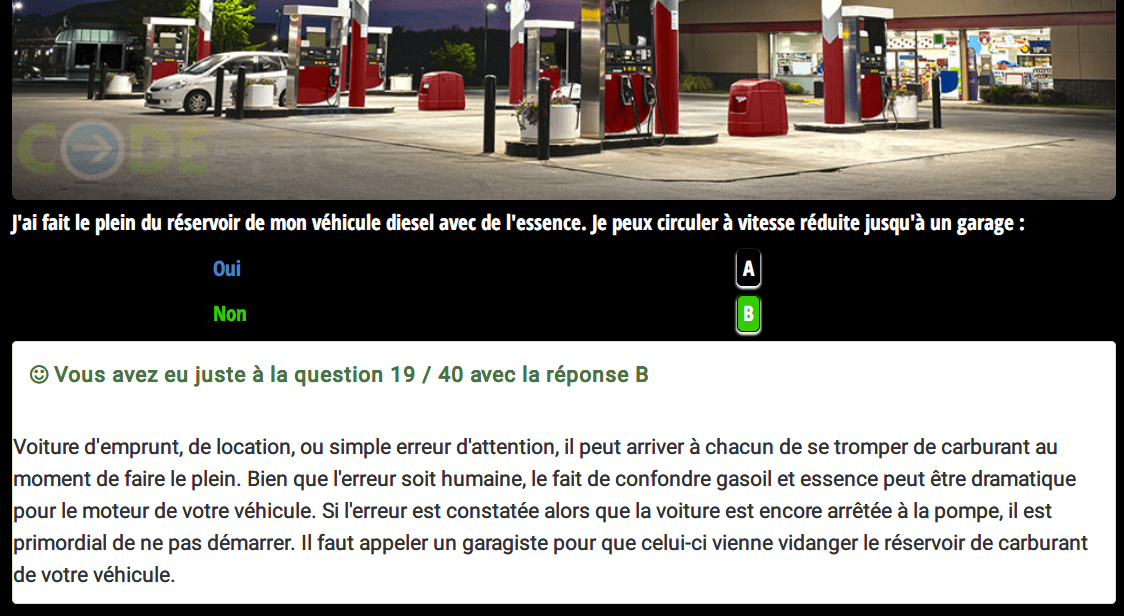 CODE
J'ai fait le plein du réservoir de mon véhicule diesel avec de l'essence. Je peux circuler à vitesse réduite jusqu'à un garage :
Oui A
Non B
Vous avez eu juste à la question 19 / 40 avec la réponse B
Voiture d'emprunt, de location, ou simple erreur d'attention, il peut arriver à chacun de se tromper de carburant au
moment de faire le plein. Bien que l'erreur soit humaine, le fait de confondre gasoil et essence peut être dramatique
pour le moteur de votre véhicule. Si l'erreur est constatée alors que la voiture est encore arrêtée à la pompe, il est
primordial de ne pas démarrer. Il faut appeler un garagiste pour que celui-ci vienne vidanger le réservoir de carburant
de votre véhicule.